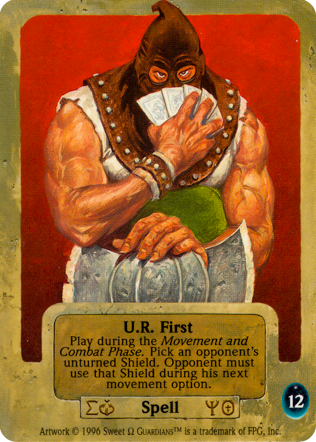 U.R. First
Play during the Movement and
Combat Phase. Pick an opponent's
unturned Shield. Opponent must
use that Shield during his next
movement option.
Spell
12
Artwork © 1996 Sweet Ω GUARDIANS™ is a trademark of FPG, Inc.